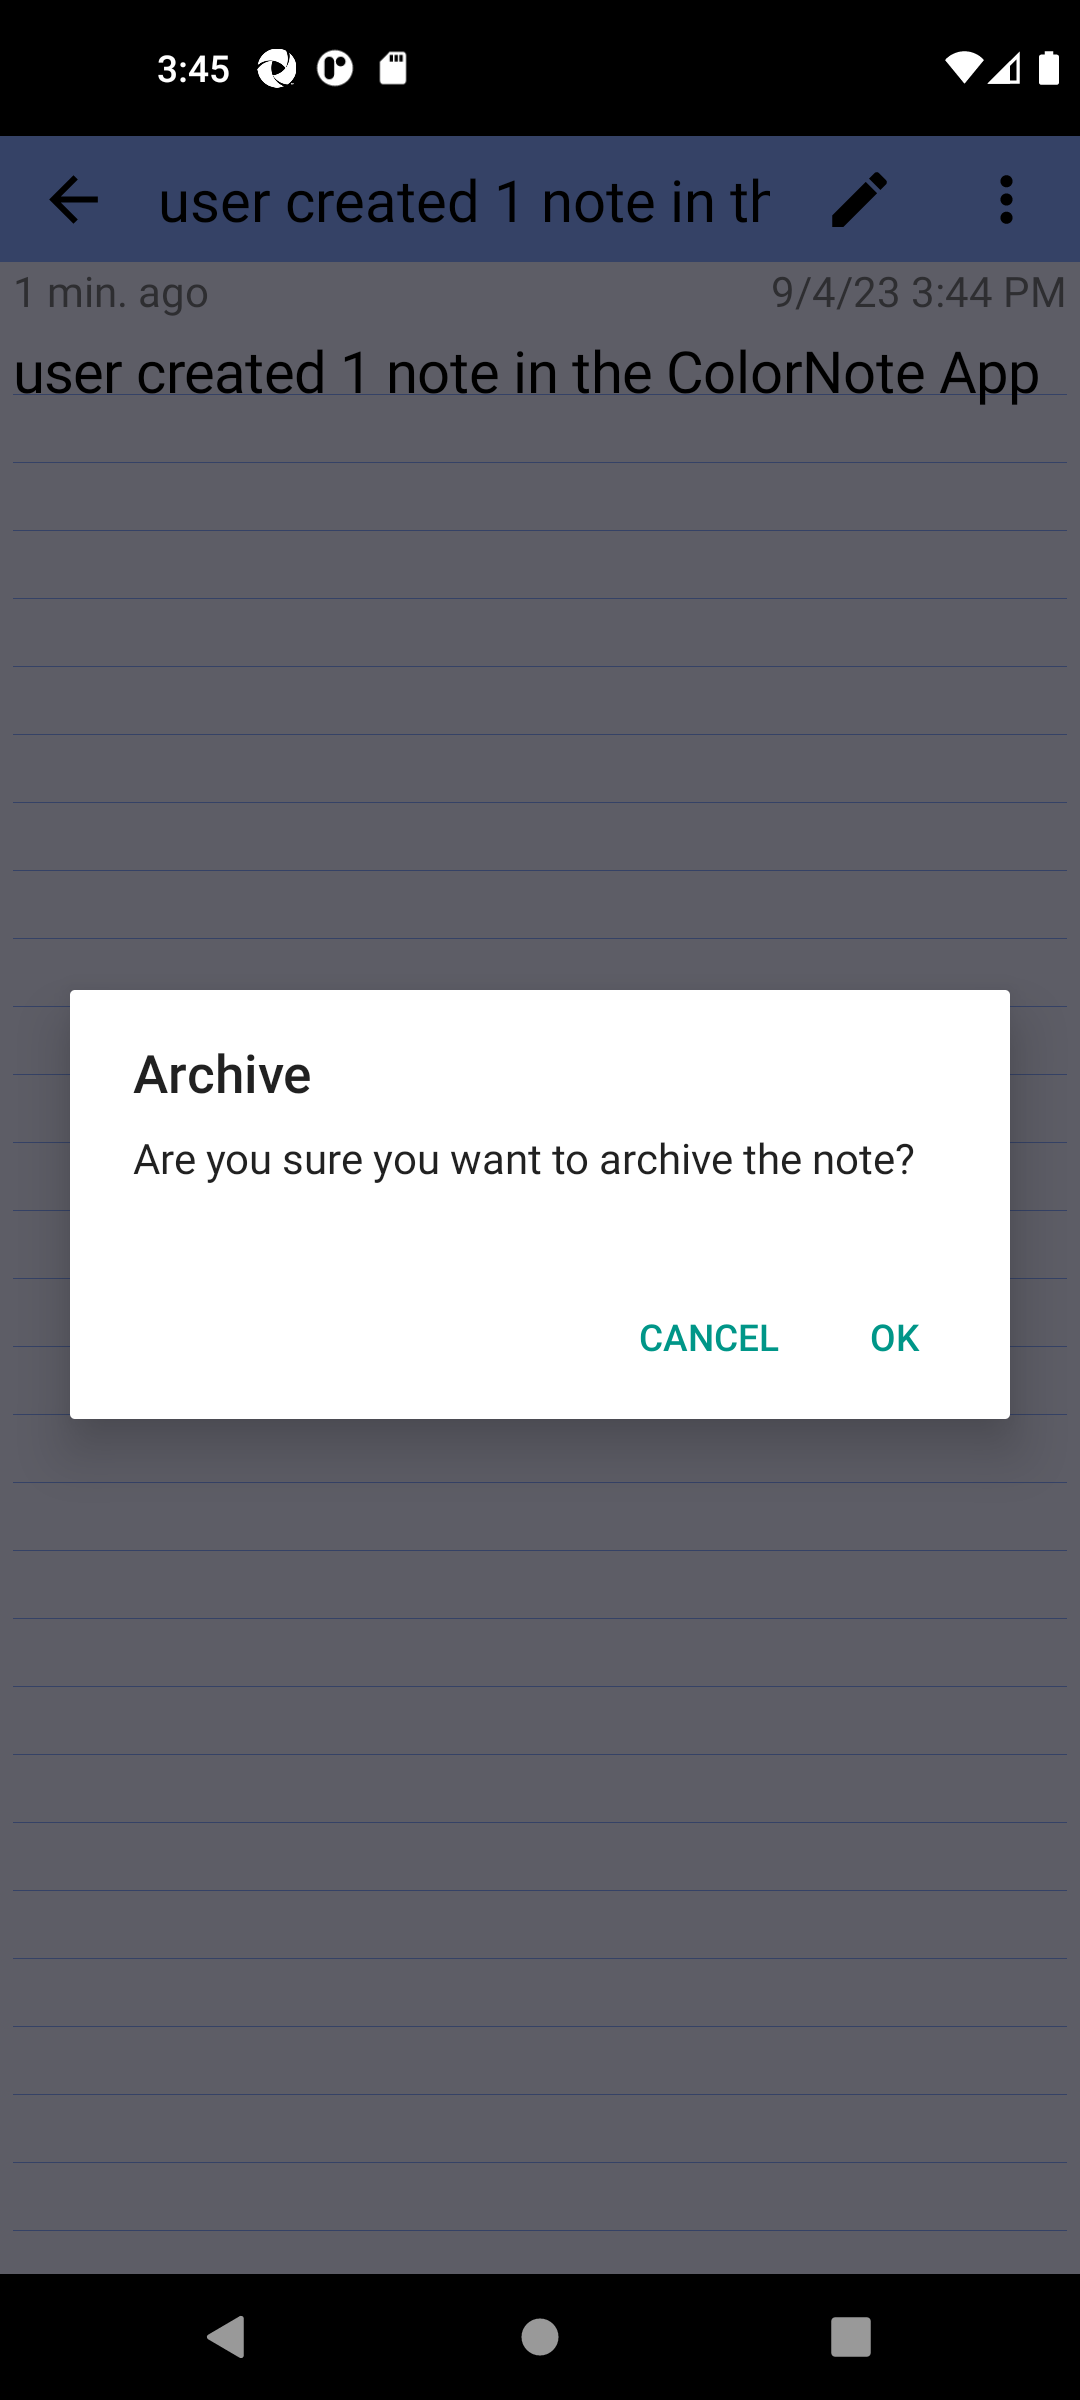 3:45
user created 1 note in th
1 min. ago 9/4/23 3:44 PM
user created 1 note in the ColorNote App
Archive
Are you sure you want to archive the note?
CANCEL OK